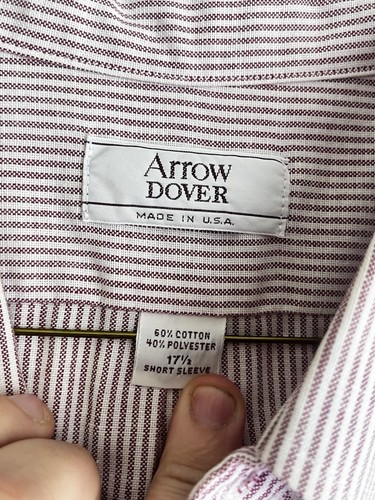 Arrow
DOVER
MADE IN U.S.A.
60% COTTON
40% POLYESTER
17½
SHORT SLEEVE